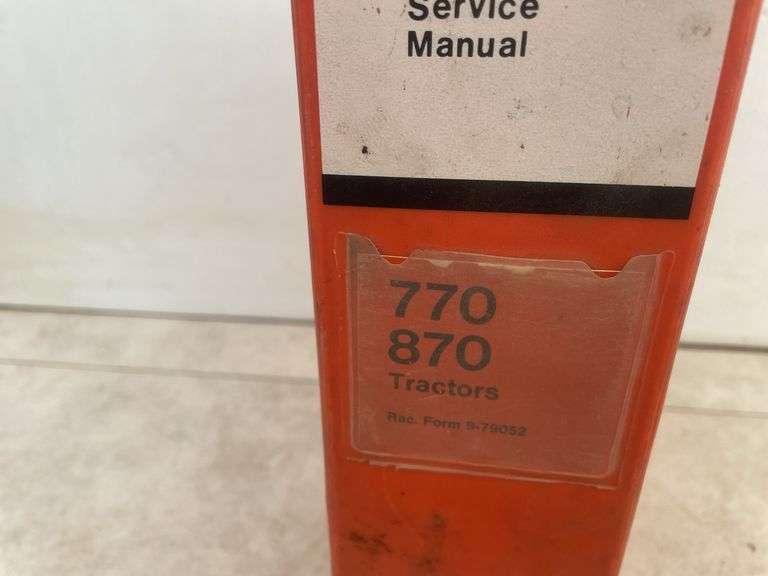 Service
Manual
770
870
Tractors
Rac. Form 9-79052